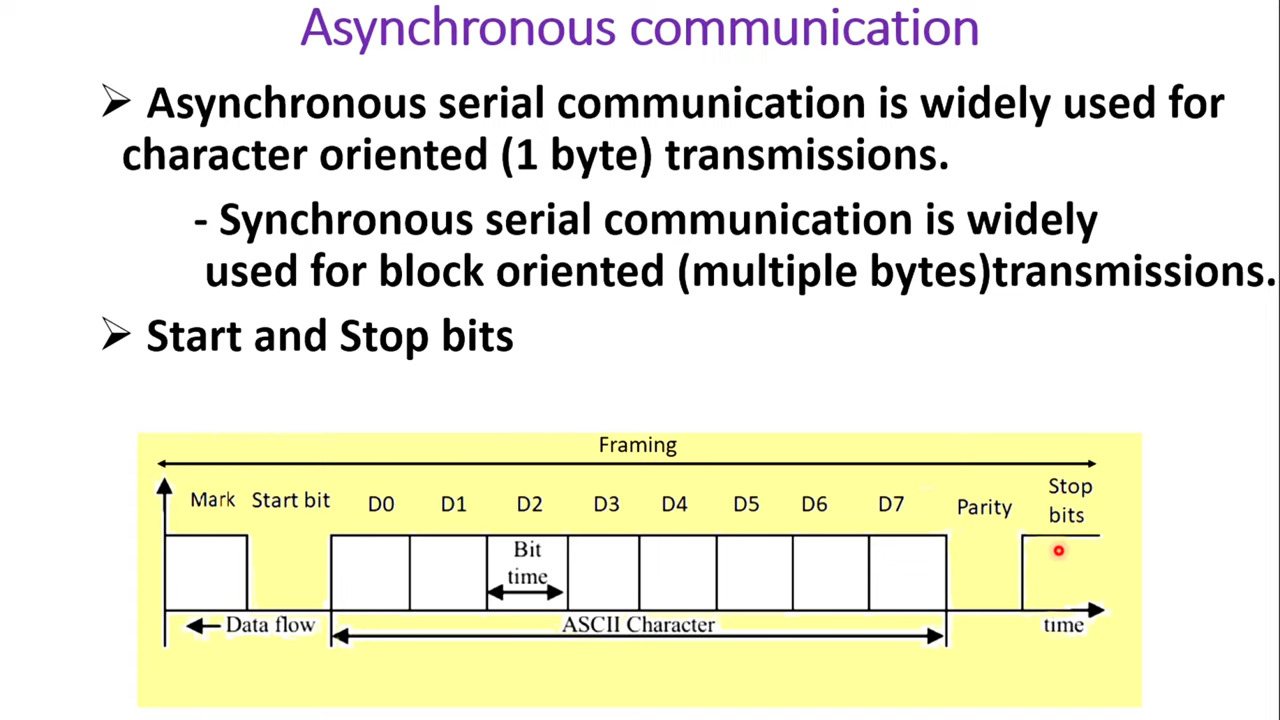 Asynchronous communication
➢ Asynchronous serial communication is widely used for
character oriented (1 byte) transmissions.
- Synchronous serial communication is widely
used for block oriented (multiple bytes)transmissions.
➢ Start and Stop bits
Framing
Mark Start bit D0 D1 D2 D3 D4 D5 D6 D7 Parity Stop
bits
Bit
time
Data flow ASCII Character time